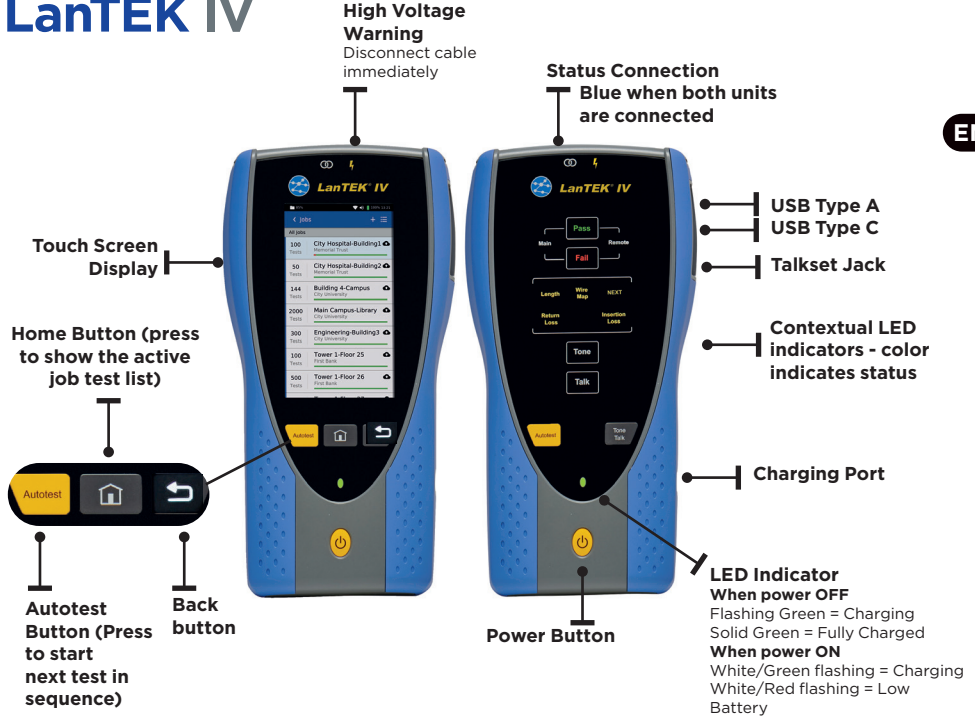 LanTEK IV
High Voltage
Warning
Disconnect cable
immediately
Status Connection
Blue when both units
are connected
USB Type A
USB Type C
Talkset Jack
Contextual LED
indicators - color
indicates status
Charging Port
LED Indicator
When power OFF
Flashing Green = Charging
Solid Green = Fully Charged
When power ON
White/Green flashing = Charging
White/Red flashing = Low
Battery
Power Button
Touch Screen
Display
Home Button (press
to show the active
job test list)
Autotest
Autotest
Button (Press
to start
next test in
sequence)
Back
button
LanTEK IV
Jobs
All Jobs
100 City Hospital-Building1
Tests Memorial Trust
50 City Hospital-Building2
Tests Memorial Trust
144 Building 4-Campus
Tests City University
2000 Main Campus-Library
Tests City University
300 Engineering-Building3
Tests City University
100 Tower 1-Floor 25
Tests First Bank
500 Tower 1-Floor 26
Tests First Bank
Autotest
LanTEK IV
Pass
Main Remote
Fail
Length Wire Map NEXT
Return Loss Insertion Loss
Tone
Talk
Autotest
Tone
Talk